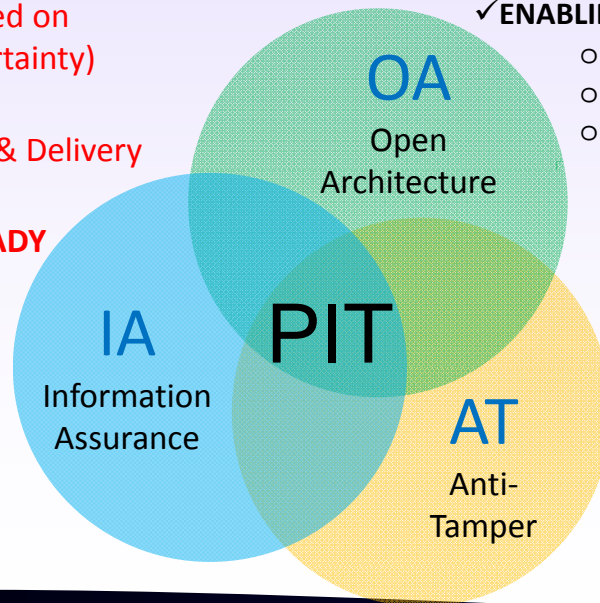 ed on
rtainty)
& Delivery
ADY
✓ENABLI
o
o
o
OA
Open
Architecture
IA
Information
Assurance
PIT
AT
Anti-
Tamper